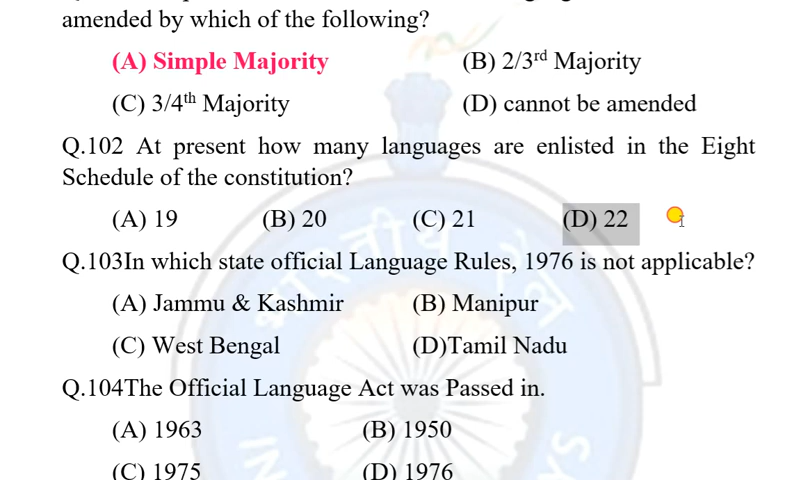 amended by which of the following?
(A) Simple Majority (B) 2/3rd Majority
(C) 3/4th Majority (D) cannot be amended
Q.102 At present how many languages are enlisted in the Eight
Schedule of the constitution?
(A) 19 (B) 20 (C) 21 (D) 22
Q.103In which state official Language Rules, 1976 is not applicable?
(A) Jammu & Kashmir (B) Manipur
(C) West Bengal (D)Tamil Nadu
Q.104The Official Language Act was Passed in.
(A) 1963 (B) 1950
(C) 1975 (D) 1976